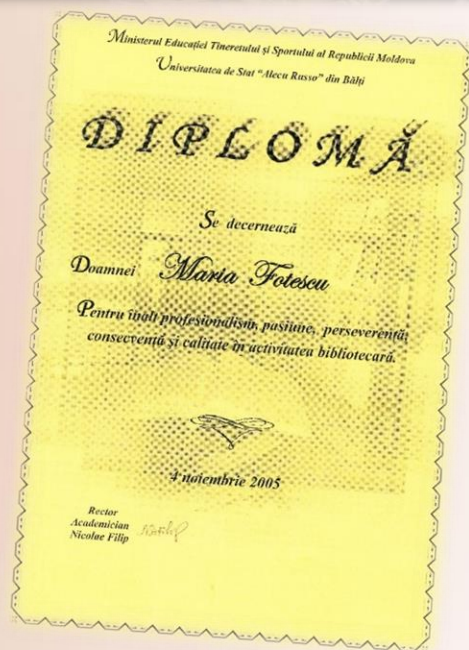 Ministerul Educației Tineretului și Sportului al Republicii Moldova
Universitatea de Stat "Alecu Russo" din Bălți
DIPLOMĂ
Se decernează
Doamnei Maria Fotescu
Pentru înalt profesionalism, pasiune, perseverență,
consecvență și calitate în activitatea bibliotecară.
4 noiembrie 2005
Rector
Academician
Nicolae Filip